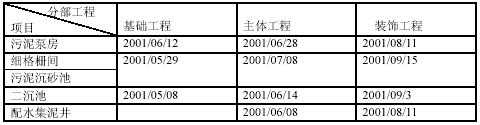 分部工程
项目 基础工程 主体工程 装饰工程
污泥泵房 2001/06/12 2001/06/28 2001/08/11
细格栅间 2001/05/29 2001/07/08 2001/09/15
污泥沉砂池
二沉池 2001/05/08 2001/06/14 2001/09/3
配水集泥井 2001/06/08 2001/08/11